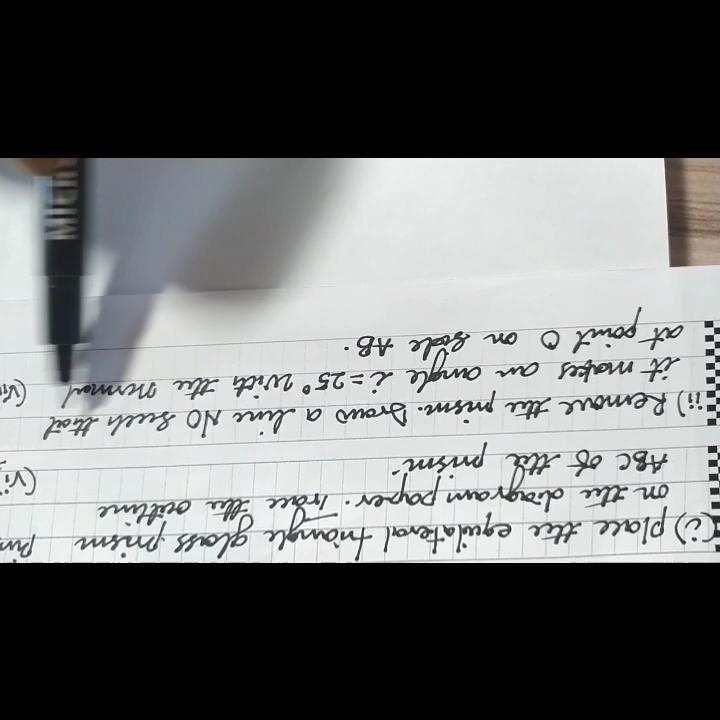 (i) place the equilateral triangle glass prism
on the diagram paper. Trace the outline
ABC of the prism.
ii) Remove the prism. Draw a line NO such that
it makes an angle i=25° with the normal
at point O on side AB.